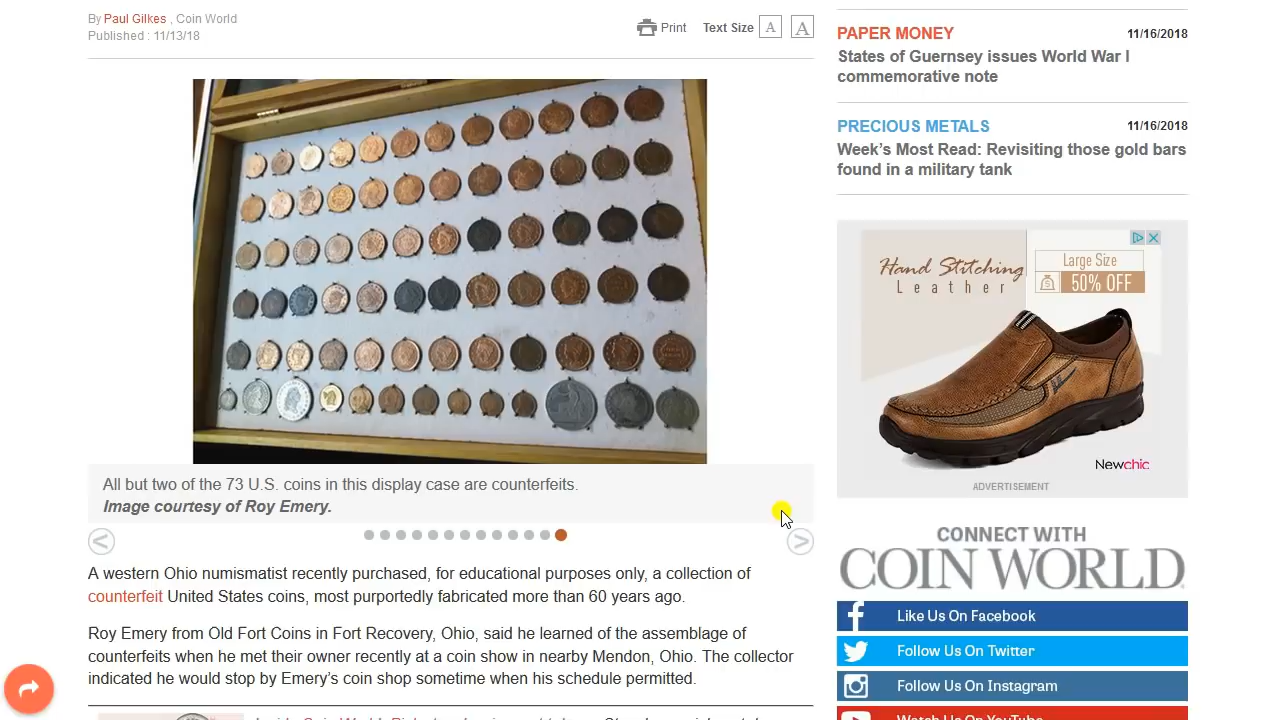 By Paul Gilkes , Coin World
Published : 11/13/18
Print Text Size A A
All but two of the 73 U.S. coins in this display case are counterfeits.
Image courtesy of Roy Emery.
A western Ohio numismatist recently purchased, for educational purposes only, a collection of
counterfeit United States coins, most purportedly fabricated more than 60 years ago.
Roy Emery from Old Fort Coins in Fort Recovery, Ohio, said he learned of the assemblage of
counterfeits when he met their owner recently at a coin show in nearby Mendon, Ohio. The collector
indicated he would stop by Emery's coin shop sometime when his schedule permitted.
PAPER MONEY 11/16/2018
States of Guernsey issues World War I
commemorative note
PRECIOUS METALS 11/16/2018
Week's Most Read: Revisiting those gold bars
found in a military tank
Hand Stitching
Leather
Large Size
50% OFF
Newchic
ADVERTISEMENT
CONNECT WITH
COIN WORLD
Like Us On Facebook
Follow Us On Twitter
Follow Us On Instagram
Watch Us On YouTube